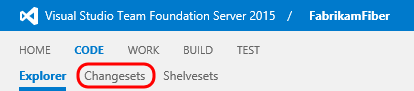 Visual Studio Team Foundation Server 2015 / FabrikamFiber
HOME CODE WORK BUILD TEST
Explorer Changesets Shelvesets